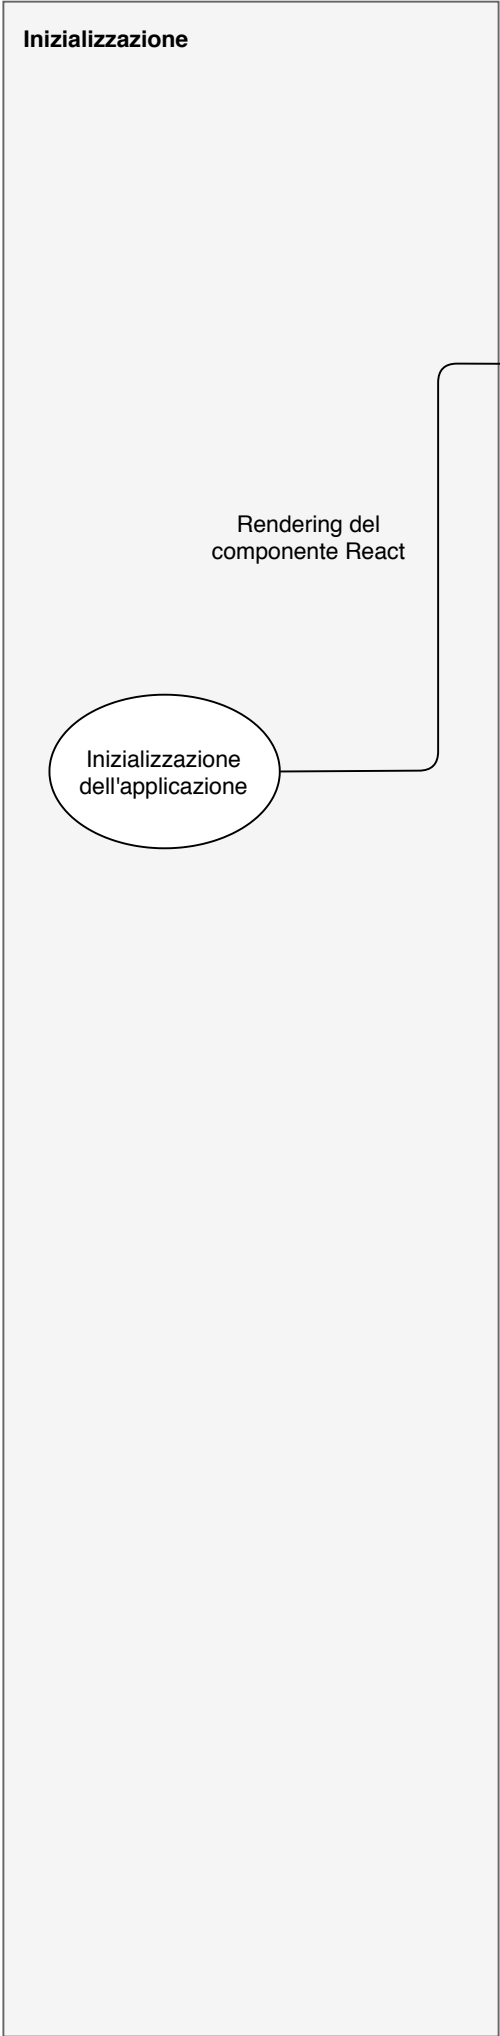 Inizializzazione
Rendering del
componente React
Inizializzazione
dell'applicazione